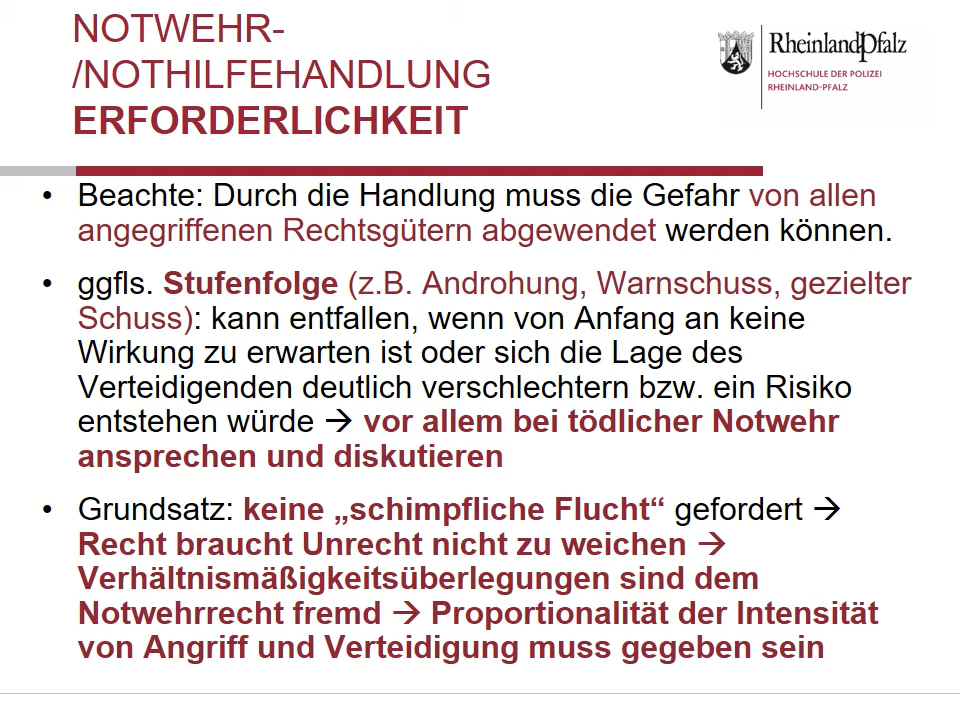 NOTWEHR-
/NOTHILFEHANDLUNG
ERFORDERLICHKEIT
RheinlandPfalz
HOCHSCHULE DER POLIZEI
RHEINLAND-PFALZ
• Beachte: Durch die Handlung muss die Gefahr von allen
angegriffenen Rechtsgütern abgewendet werden können.
• ggfls. Stufenfolge (z.B. Androhung, Warnschuss, gezielter
Schuss): kann entfallen, wenn von Anfang an keine
Wirkung zu erwarten ist oder sich die Lage des
Verteidigenden deutlich verschlechtern bzw. ein Risiko
entstehen würde → vor allem bei tödlicher Notwehr
ansprechen und diskutieren
• Grundsatz: keine „schimpfliche Flucht“ gefordert →
Recht braucht Unrecht nicht zu weichen →
Verhältnismäßigkeitsüberlegungen sind dem
Notwehrrecht fremd → Proportionalität der Intensität
von Angriff und Verteidigung muss gegeben sein